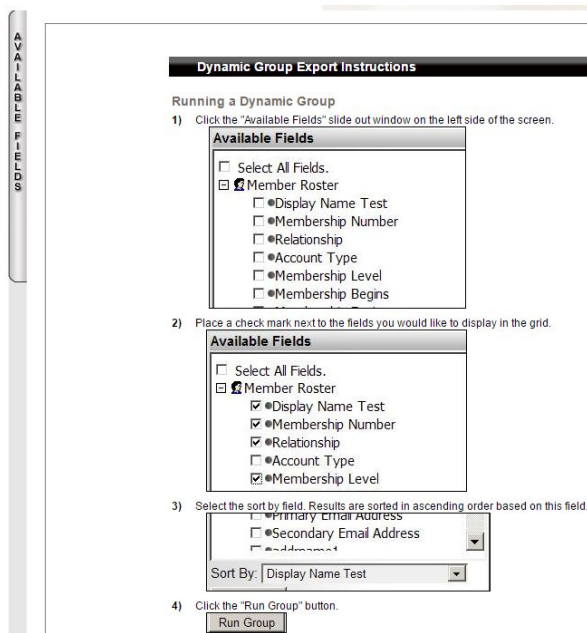 AVAILABLE FIELDS
Dynamic Group Export Instructions
Running a Dynamic Group
1) Click the "Available Fields" slide out window on the left side of the screen.
Available Fields
Select All Fields.
Member Roster
Display Name Test
Membership Number
Relationship
Account Type
Membership Level
Membership Begins
2) Place a check mark next to the fields you would like to display in the grid.
Available Fields
Select All Fields.
Member Roster
Display Name Test
Membership Number
Relationship
Account Type
Membership Level
3) Select the sort by field. Results are sorted in ascending order based on this field.
Primary Email Address
Secondary Email Address
addrname1
Sort By: Display Name Test
4) Click the "Run Group" button.
Run Group